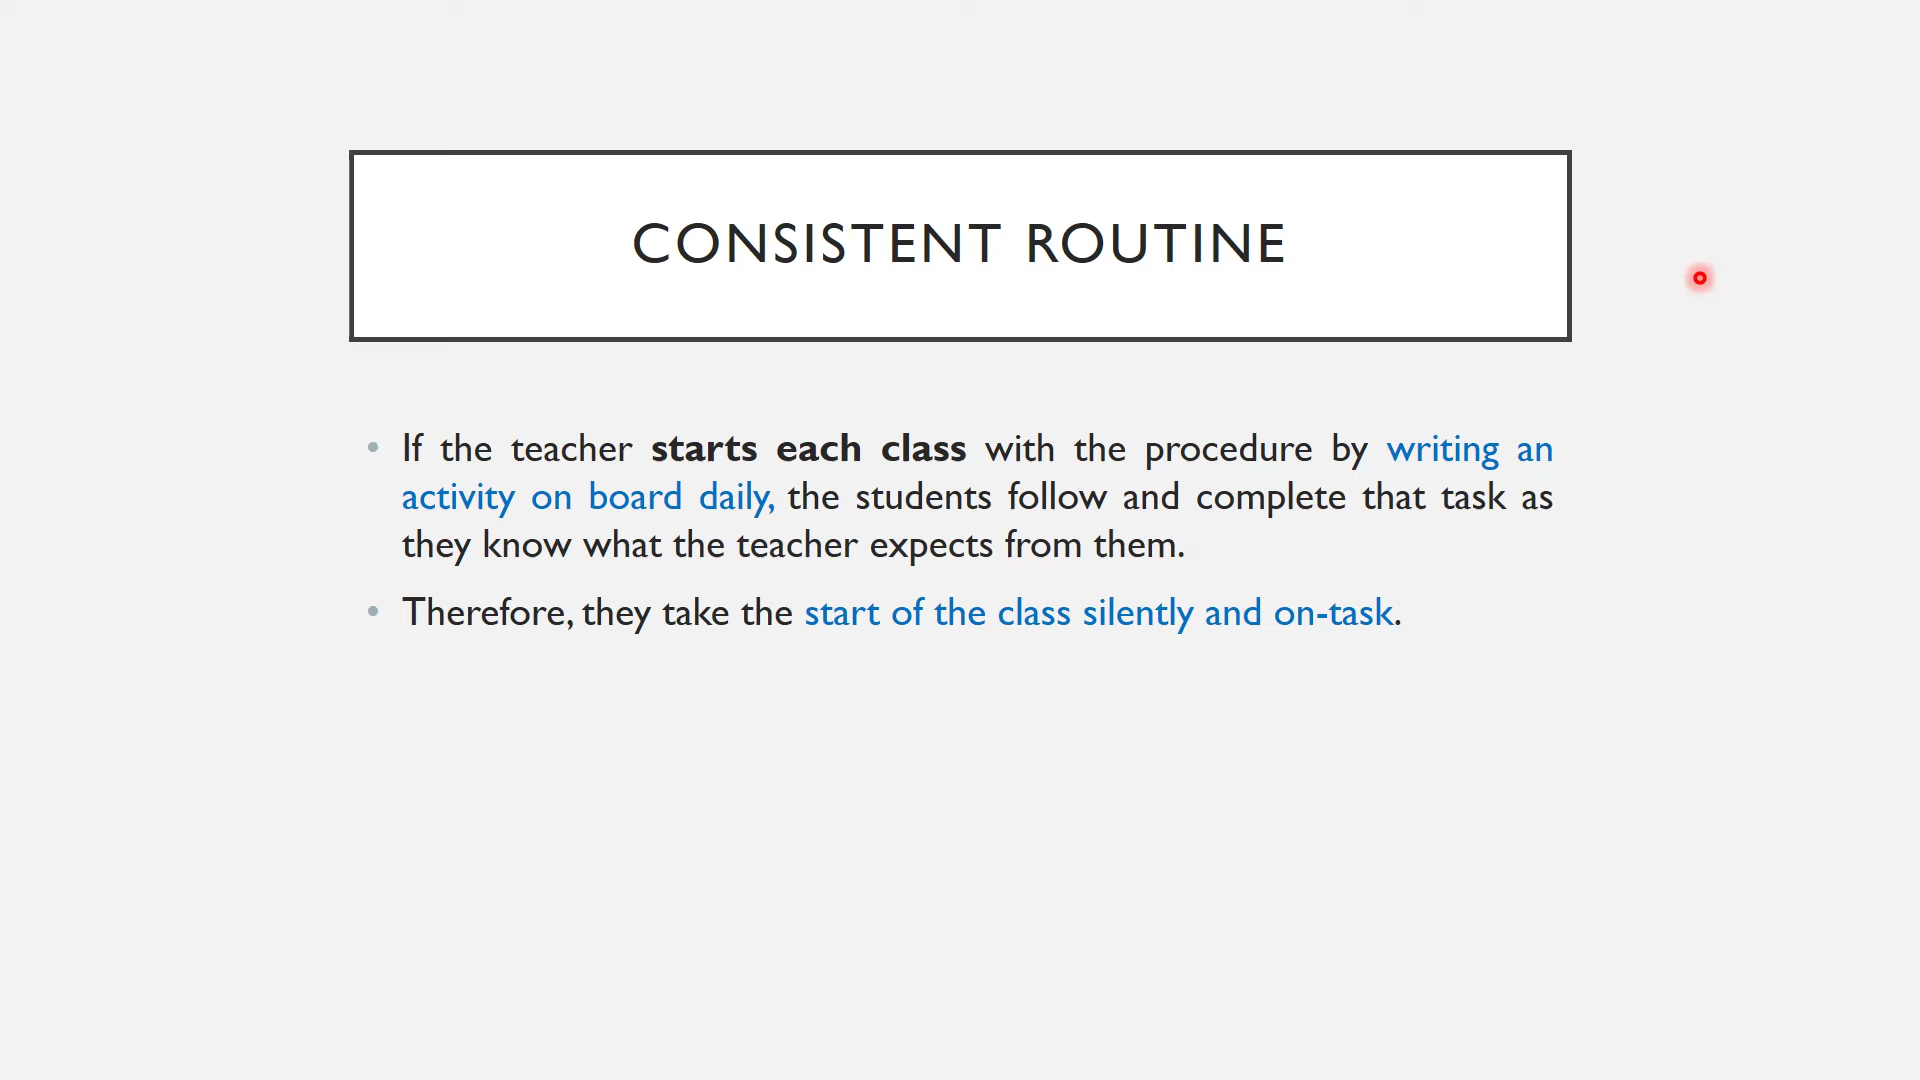 CONSISTENT ROUTINE
• If the teacher starts each class with the procedure by writing an
activity on board daily, the students follow and complete that task as
they know what the teacher expects from them.
• Therefore, they take the start of the class silently and on-task.